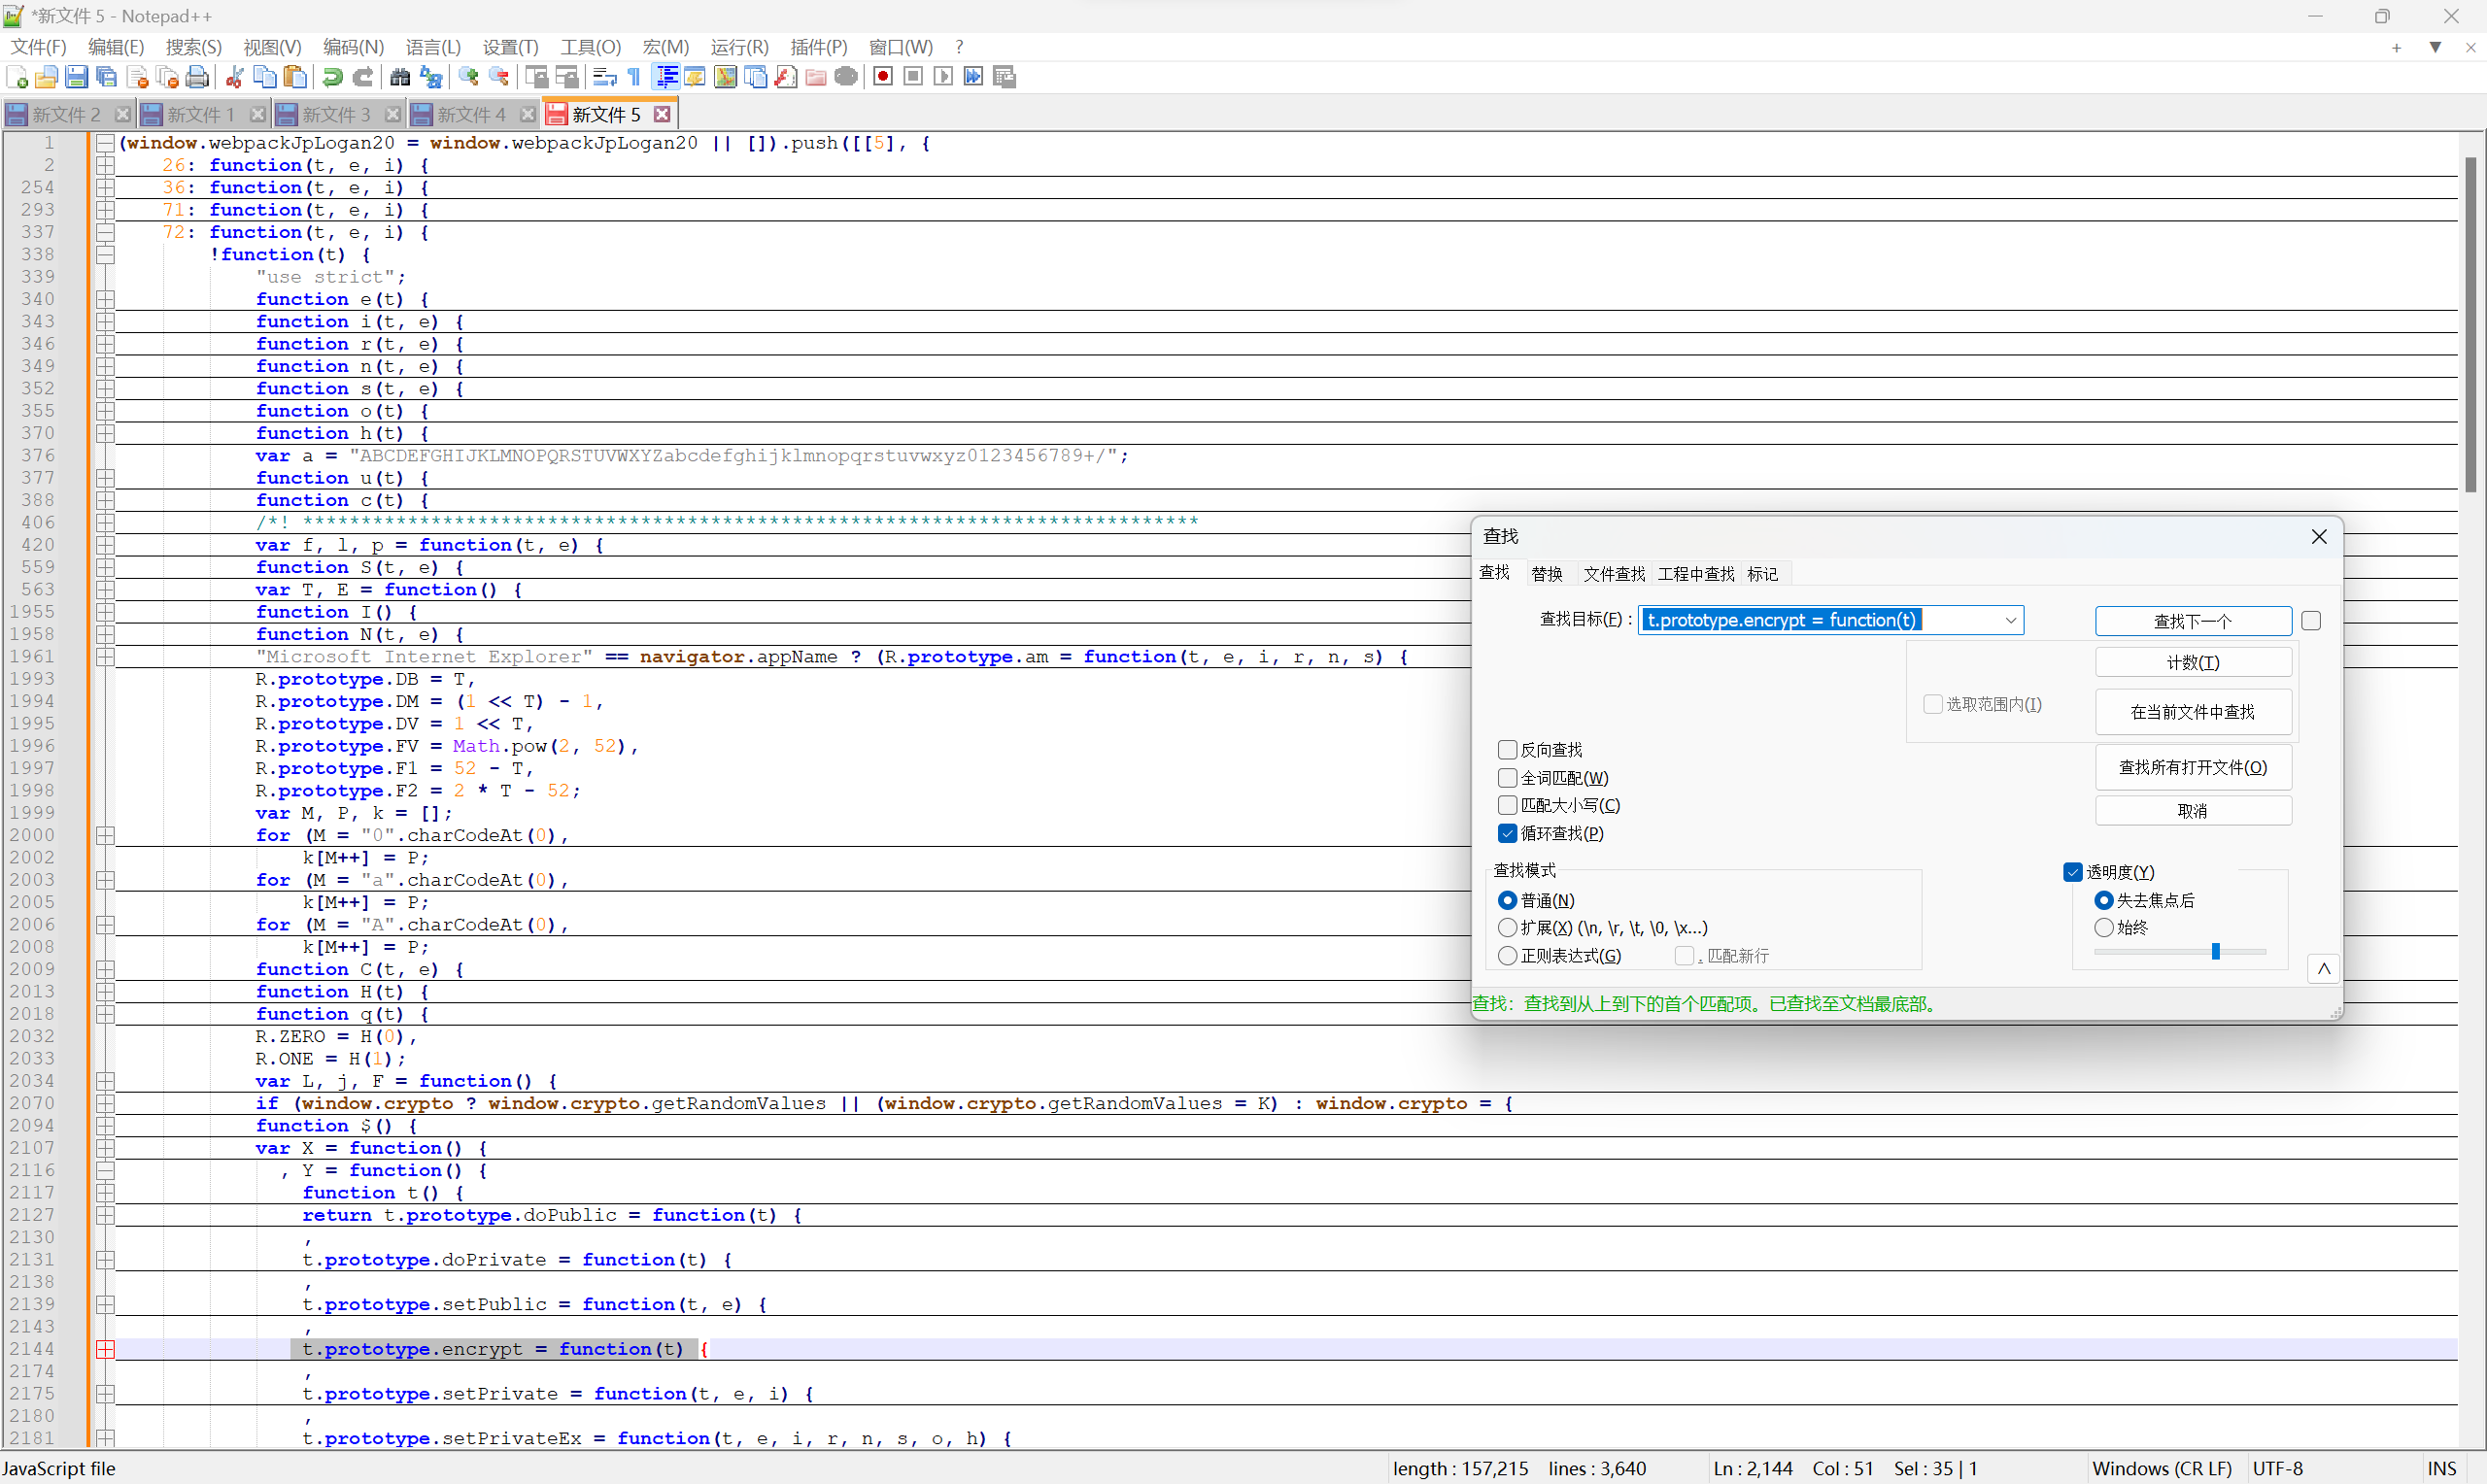 *新文件 5 - Notepad++
文件(F) 编辑(E) 搜索(S) 视图(V) 编码(N) 语言(L) 设置(T) 工具(O) 宏(M) 运行(R) 插件(P) 窗口(W) ?
新文件 2 新文件 1 新文件 3 新文件 4 新文件 5
1 (window.webpackJpLogan20 = window.webpackJpLogan20 || []).push([[5], {
2 26: function(t, e, i) {
254 36: function(t, e, i) {
293 71: function(t, e, i) {
337 72: function(t, e, i) {
338 !function(t) {
339 "use strict";
340 function e(t) {
343 function i(t, e) {
346 function r(t, e) {
349 function n(t, e) {
352 function s(t, e) {
355 function o(t) {
370 function h(t) {
376 var a = "ABCDEFGHIJKLMNOPQRSTUVWXYZabcdefghijklmnopqrstuvwxyz0123456789+/";
377 function u(t) {
388 function c(t) {
406 /*! *****************************************************************************
420 var f, l, p = function(t, e) {
559 function S(t, e) {
563 var T, E = function() {
1955 function I() {
1958 function N(t, e) {
1961 "Microsoft Internet Explorer" == navigator.appName ? (R.prototype.am = function(t, e, i, r, n, s) {
1993 R.prototype.DB = T,
1994 R.prototype.DM = (1 << T) - 1,
1995 R.prototype.DV = 1 << T,
1996 R.prototype.FV = Math.pow(2, 52),
1997 R.prototype.F1 = 52 - T,
1998 R.prototype.F2 = 2 * T - 52;
1999 var M, P, k = [];
2000 for (M = "0".charCodeAt(0),
2002 k[M++] = P;
2003 for (M = "a".charCodeAt(0),
2005 k[M++] = P;
2006 for (M = "A".charCodeAt(0),
2008 k[M++] = P;
2009 function C(t, e) {
2013 function H(t) {
2018 function q(t) {
2032 R.ZERO = H(0),
2033 R.ONE = H(1);
2034 var L, j, F = function() {
2070 if (window.crypto ? window.crypto.getRandomValues || (window.crypto.getRandomValues = K) : window.crypto = {
2094 function $() {
2107 var X = function() {
2116 , Y = function() {
2117 function t() {
2127 return t.prototype.doPublic = function(t) {
2130 ,
2131 t.prototype.doPrivate = function(t) {
2138 ,
2139 t.prototype.setPublic = function(t, e) {
2143 ,
2144 t.prototype.encrypt = function(t) {
2174 ,
2175 t.prototype.setPrivate = function(t, e, i) {
2180 ,
2181 t.prototype.setPrivateEx = function(t, e, i, r, n, s, o, h) {
查找
查找 替换 文件查找 工程中查找 标记
查找目标(F) : t.prototype.encrypt = function(t) 查找下一个
计数(T)
选取范围内(I) 在当前文件中查找
反向查找
查找所有打开文件(O)
全词匹配(W)
匹配大小写(C) 取消
循环查找(P)
查找模式 透明度(Y)
普通(N) 失去焦点后
扩展(X) (\n, \r, \t, \0, \x...) 始终
正则表达式(G) . 匹配新行
查找：查找到从上到下的首个匹配项。已查找至文档最底部。
JavaScript file length : 157,215 lines : 3,640 Ln : 2,144 Col : 51 Sel : 35 | 1 Windows (CR LF) UTF-8 INS